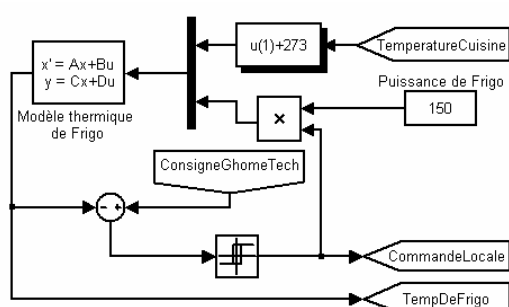 x' = Ax+Bu
y = Cx+Du
Modèle thermique
de Frigo
u(1)+273
TemperatureCuisine
Puissance de Frigo
150
×
ConsigneGhomeTech
- +
CommandeLocale
TempDeFrigo